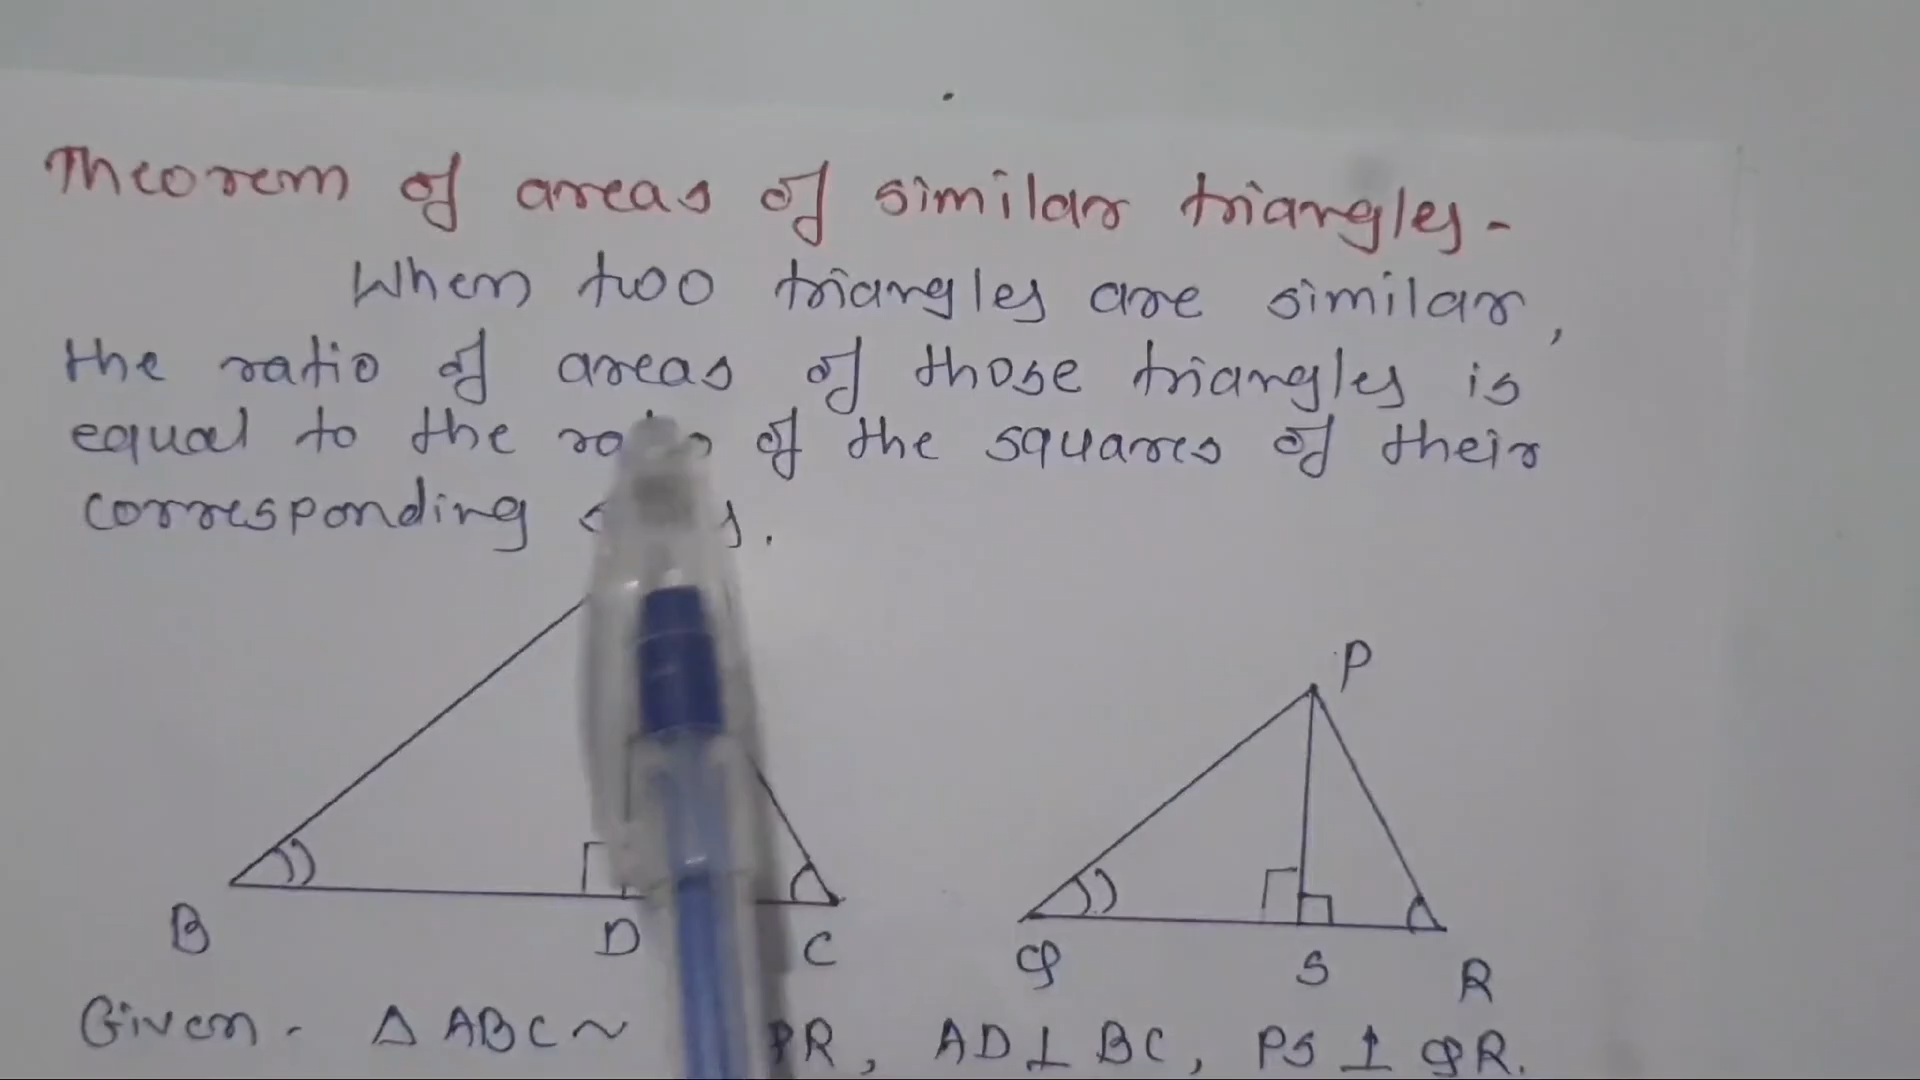 Theorem of areas of similar triangles -
When two triangles are similar,
the ratio of areas of those triangles is
equal to the of the squares of their
corresponding
P
B D C
Q S R
Given - △ ABC ~ , AD ⊥ BC, PS ⊥ QR.